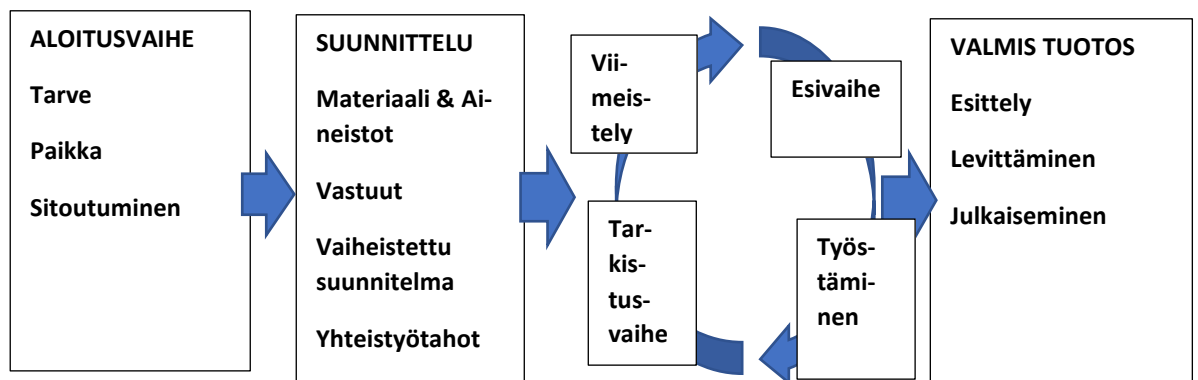 ALOITUSVAIHE
Tarve
Paikka
Sitoutuminen
SUUNNITTELU
Materiaali & Ai-
neistot
Vastuut
Vaiheistettu
suunnitelma
Yhteistyötahot
Vii-
meis-
tely
Esivaihe
Tar-
kis-
tus-
vaihe
Työs-
tämi-
nen
VALMIS TUOTOS
Esittely
Levittäminen
Julkaiseminen